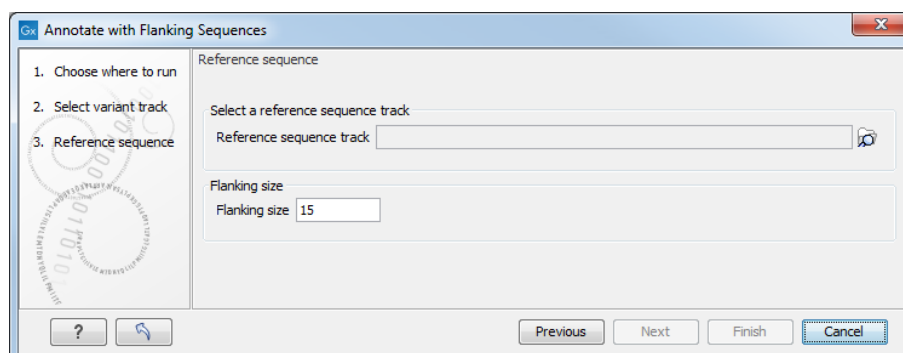 Gx Annotate with Flanking Sequences
1. Choose where to run
2. Select variant track
3. Reference sequence
Reference sequence
Select a reference sequence track
Reference sequence track
Flanking size
Flanking size 15
?
Previous Next Finish Cancel